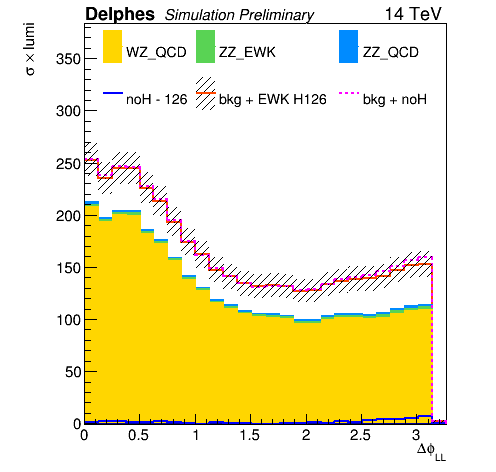 Delphes Simulation Preliminary 14 TeV
σ × lumi
WZ_QCD ZZ_EWK ZZ_QCD
noH - 126 bkg + EWK H126 bkg + noH
350
300
250
200
150
100
50
0
0 0.5 1 1.5 2 2.5 3
Δϕ_LL